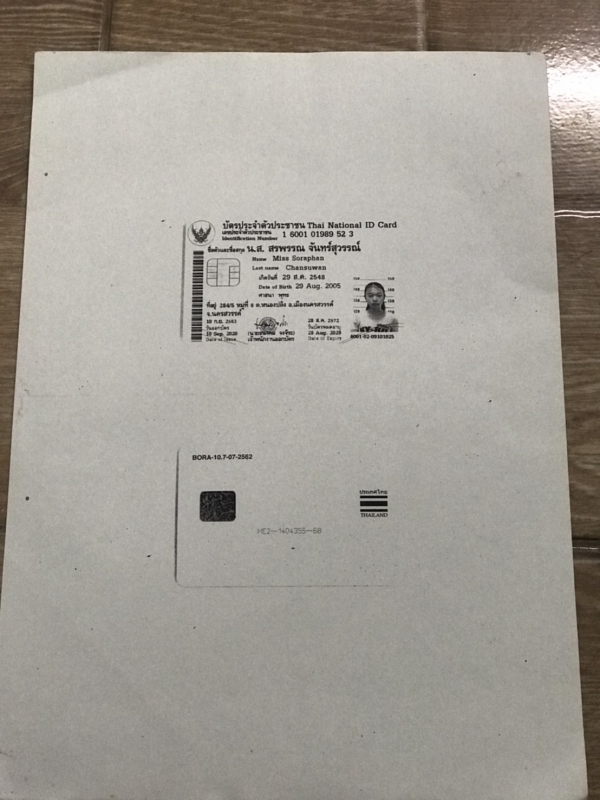 บัตรประจำตัวประชาชน Thai National ID Card
เลขประจำตัวประชาชน
Identification Number
1 6001 01989 52 3
ชื่อตัวและชื่อสกุล น.ส. สรพรรณ จันทร์สุวรรณ์
Name Miss Soraphan
Last name Chansuwan
เกิดวันที่ 29 ส.ค. 2548
Date of Birth 29 Aug. 2005
ศาสนา พุทธ
ที่อยู่ 284/5 หมู่ที่ ต.หนองปลิง อ.เมืองนครสวรรค์
จ.นครสวรรค์
10 ก.ย. 2563
วันออกบัตร
10 Sep. 2020
Date of Issue
เจ้าพนักงานออกบัตร
28 ส.ค. 2572
วันบัตรหมดอายุ
28 Aug. 2029
Date of Expiry
BORA-10.7-07-2562
ประเทศไทย
THAILAND